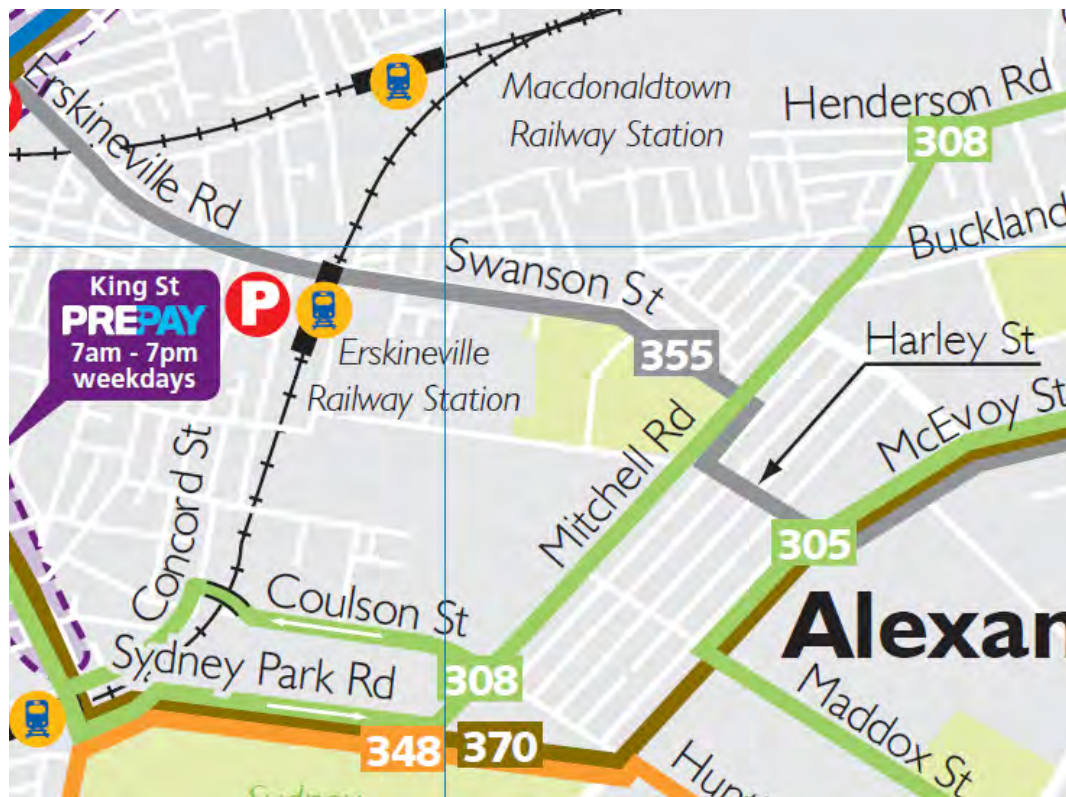 Erskineville Rd
Macdonaldtown
Railway Station
Henderson Rd
308
Buckland
Swanson St
King St
PREPAY
7am - 7pm
weekdays
P
355
Harley St
Erskineville
Railway Station
McEvoy St
Concord St
Mitchell Rd
305
Coulson St
Alexan
Sydney Park Rd
308
Maddox St
348
370
Sydney